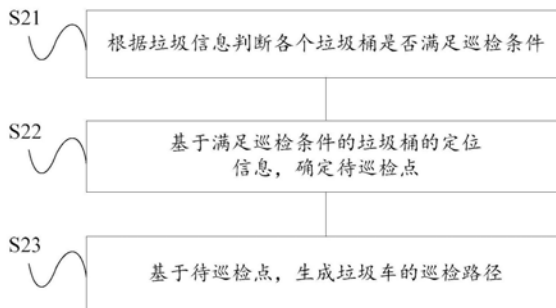 S21
根据垃圾信息判断各个垃圾桶是否满足巡检条件
S22
基于满足巡检条件的垃圾桶的定位
信息，确定待巡检点
S23
基于待巡检点，生成垃圾车的巡检路径